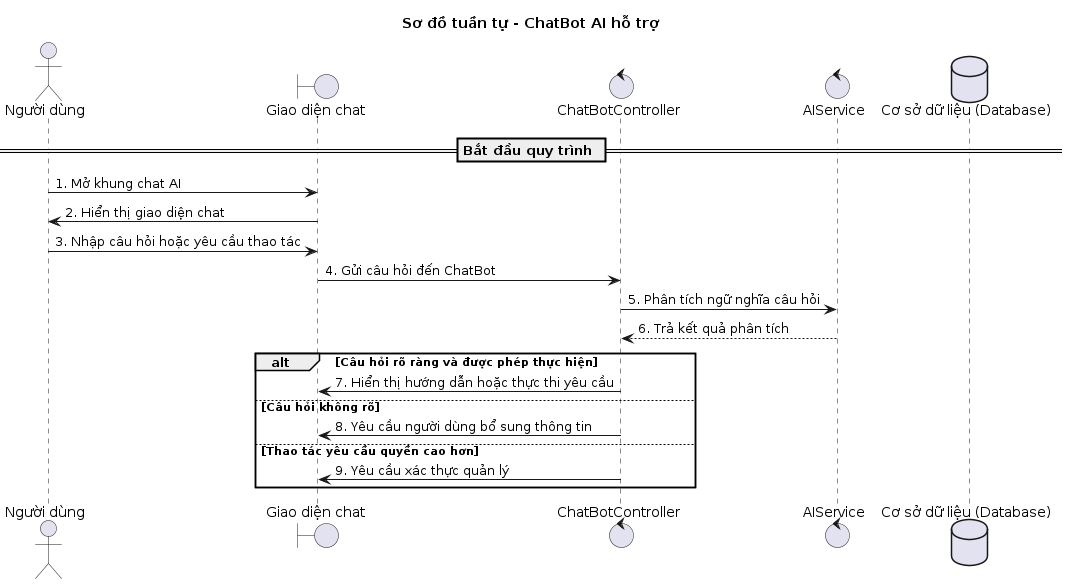 Sơ đồ tuần tự - ChatBot AI hỗ trợ
Người dùng
Giao diện chat
ChatBotController
AIService
Cơ sở dữ liệu (Database)
Bắt đầu quy trình
1. Mở khung chat AI
2. Hiển thị giao diện chat
3. Nhập câu hỏi hoặc yêu cầu thao tác
4. Gửi câu hỏi đến ChatBot
5. Phân tích ngữ nghĩa câu hỏi
6. Trả kết quả phân tích
alt [Câu hỏi rõ ràng và được phép thực hiện]
7. Hiển thị hướng dẫn hoặc thực thi yêu cầu
[Câu hỏi không rõ]
8. Yêu cầu người dùng bổ sung thông tin
[Thao tác yêu cầu quyền cao hơn]
9. Yêu cầu xác thực quản lý
Người dùng
Giao diện chat
ChatBotController
AIService
Cơ sở dữ liệu (Database)